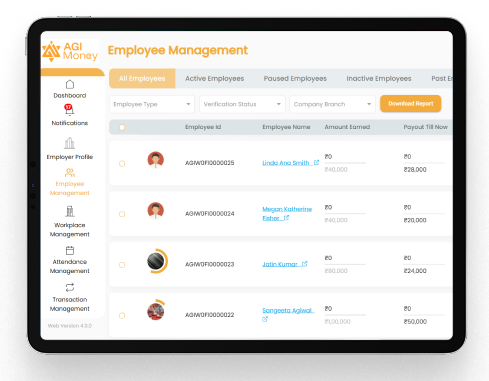 AGI
Money
Employee Management
All Employees
Active Employees
Paused Employees
Inactive Employees
Past
Employee Type
Verification Status
Company Branch
Download Report
Employee Id
Employee Name
Amount Earned
Payout Till Now
Dashboard
17
Notifications
Employer Profile
Employee
Management
Workplace
Management
Attendance
Management
Transaction
Management
Web Version 4.0.0
AGIWOFI0000025
Linda Ana Smith
₹0
₹40,000
₹0
₹28,000
AGIWOFI0000024
Megan Katherine
Fisher
₹0
₹40,000
₹0
₹20,000
AGIWOFI0000023
Jatin Kumar
₹0
₹80,000
₹0
₹24,000
AGIWOFI0000022
Sangeeta Agiwal
₹0
₹1,00,000
₹0
₹50,000